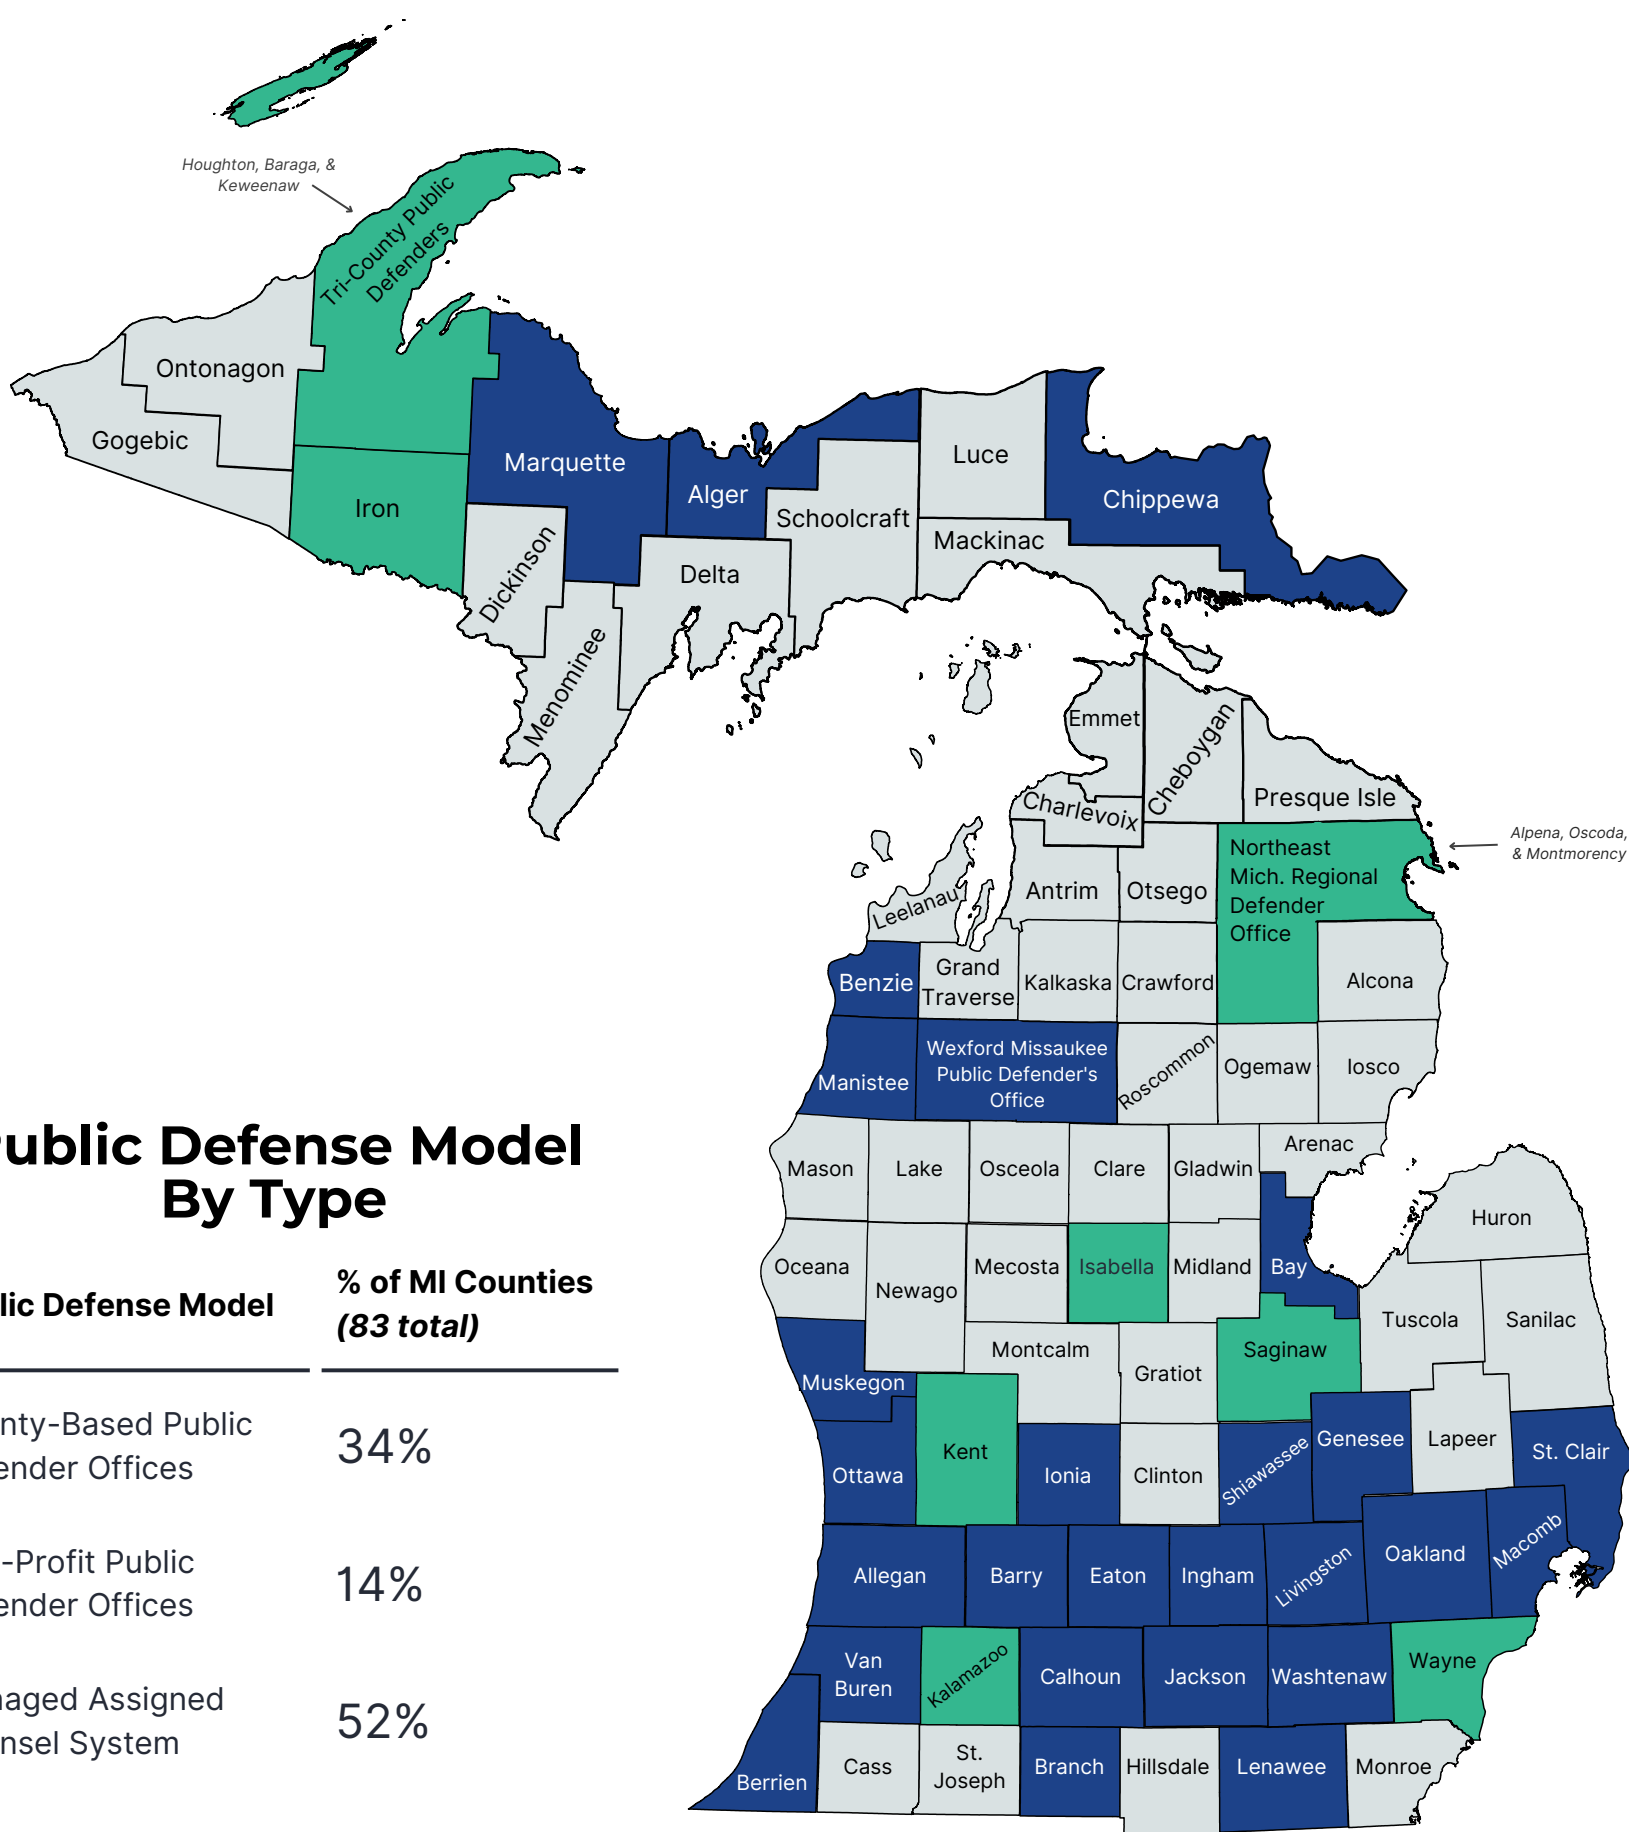 Houghton, Baraga, &
Keweenaw
Tri-County Public
Defenders
Ontonagon
Gogebic
Iron
Marquette
Alger
Luce
Chippewa
Schoolcraft
Mackinac
Dickinson
Delta
Menominee
Emmet
Cheboygan
Presque Isle
Charlevoix
Alpena, Oscoda,
& Montmorency
Northeast
Mich. Regional
Defender
Office
Antrim
Otsego
Leelanau
Benzie
Grand
Traverse
Kalkaska
Crawford
Alcona
Manistee
Wexford Missaukee
Public Defender's
Office
Roscommon
Ogemaw
Iosco
Mason
Lake
Osceola
Clare
Gladwin
Arenac
Huron
Oceana
Newago
Mecosta
Isabella
Midland
Bay
Tuscola
Sanilac
Montcalm
Gratiot
Saginaw
Muskegon
Kent
Ottawa
Ionia
Clinton
Shiawassee
Genesee
Lapeer
St. Clair
Allegan
Barry
Eaton
Ingham
Livingston
Oakland
Macomb
Van
Buren
Kalamazoo
Calhoun
Jackson
Washtenaw
Wayne
Berrien
Cass
St.
Joseph
Branch
Hillsdale
Lenawee
Monroe
ublic Defense Model
By Type
lic Defense Model
% of MI Counties
(83 total)
nty-Based Public
ender Offices
34%
-Profit Public
ender Offices
14%
naged Assigned
nsel System
52%